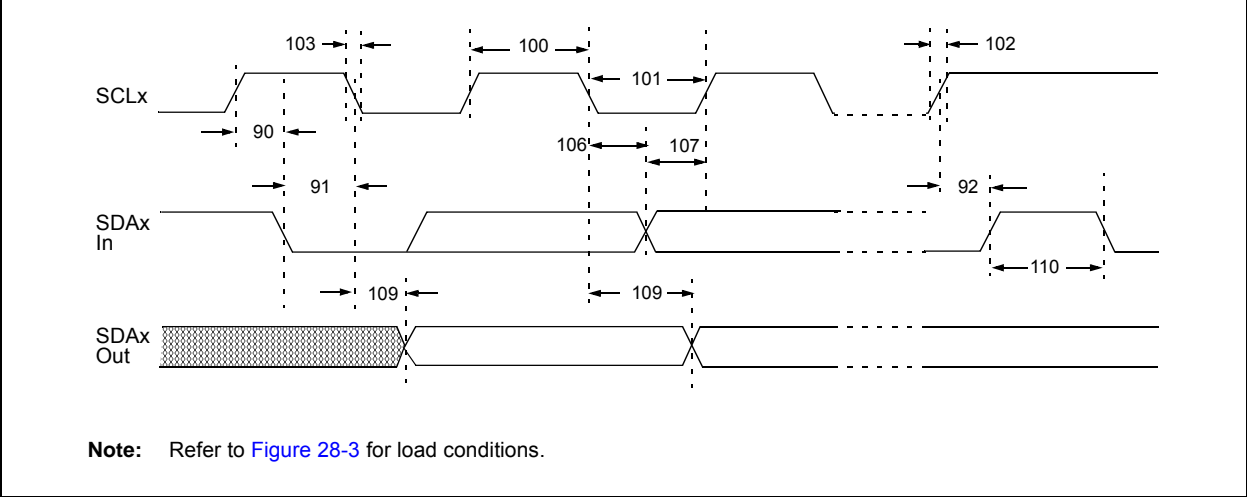 103
100
102
SCLx
101
90
106
107
91
92
SDAx
In
109
109
110
SDAx
Out
Note: Refer to Figure 28-3 for load conditions.